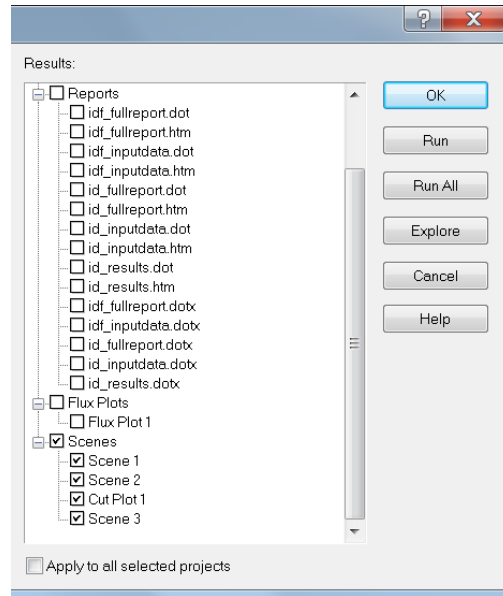 Results:
Reports
idf_fullreport.dot
idf_fullreport.htm
idf_inputdata.dot
idf_inputdata.htm
id_fullreport.dot
id_fullreport.htm
id_inputdata.dot
id_inputdata.htm
id_results.dot
id_results.htm
idf_fullreport.dotx
idf_inputdata.dotx
id_fullreport.dotx
id_inputdata.dotx
id_results.dotx
Flux Plots
Flux Plot 1
Scenes
Scene 1
Scene 2
Cut Plot 1
Scene 3
Apply to all selected projects
OK
Run
Run All
Explore
Cancel
Help